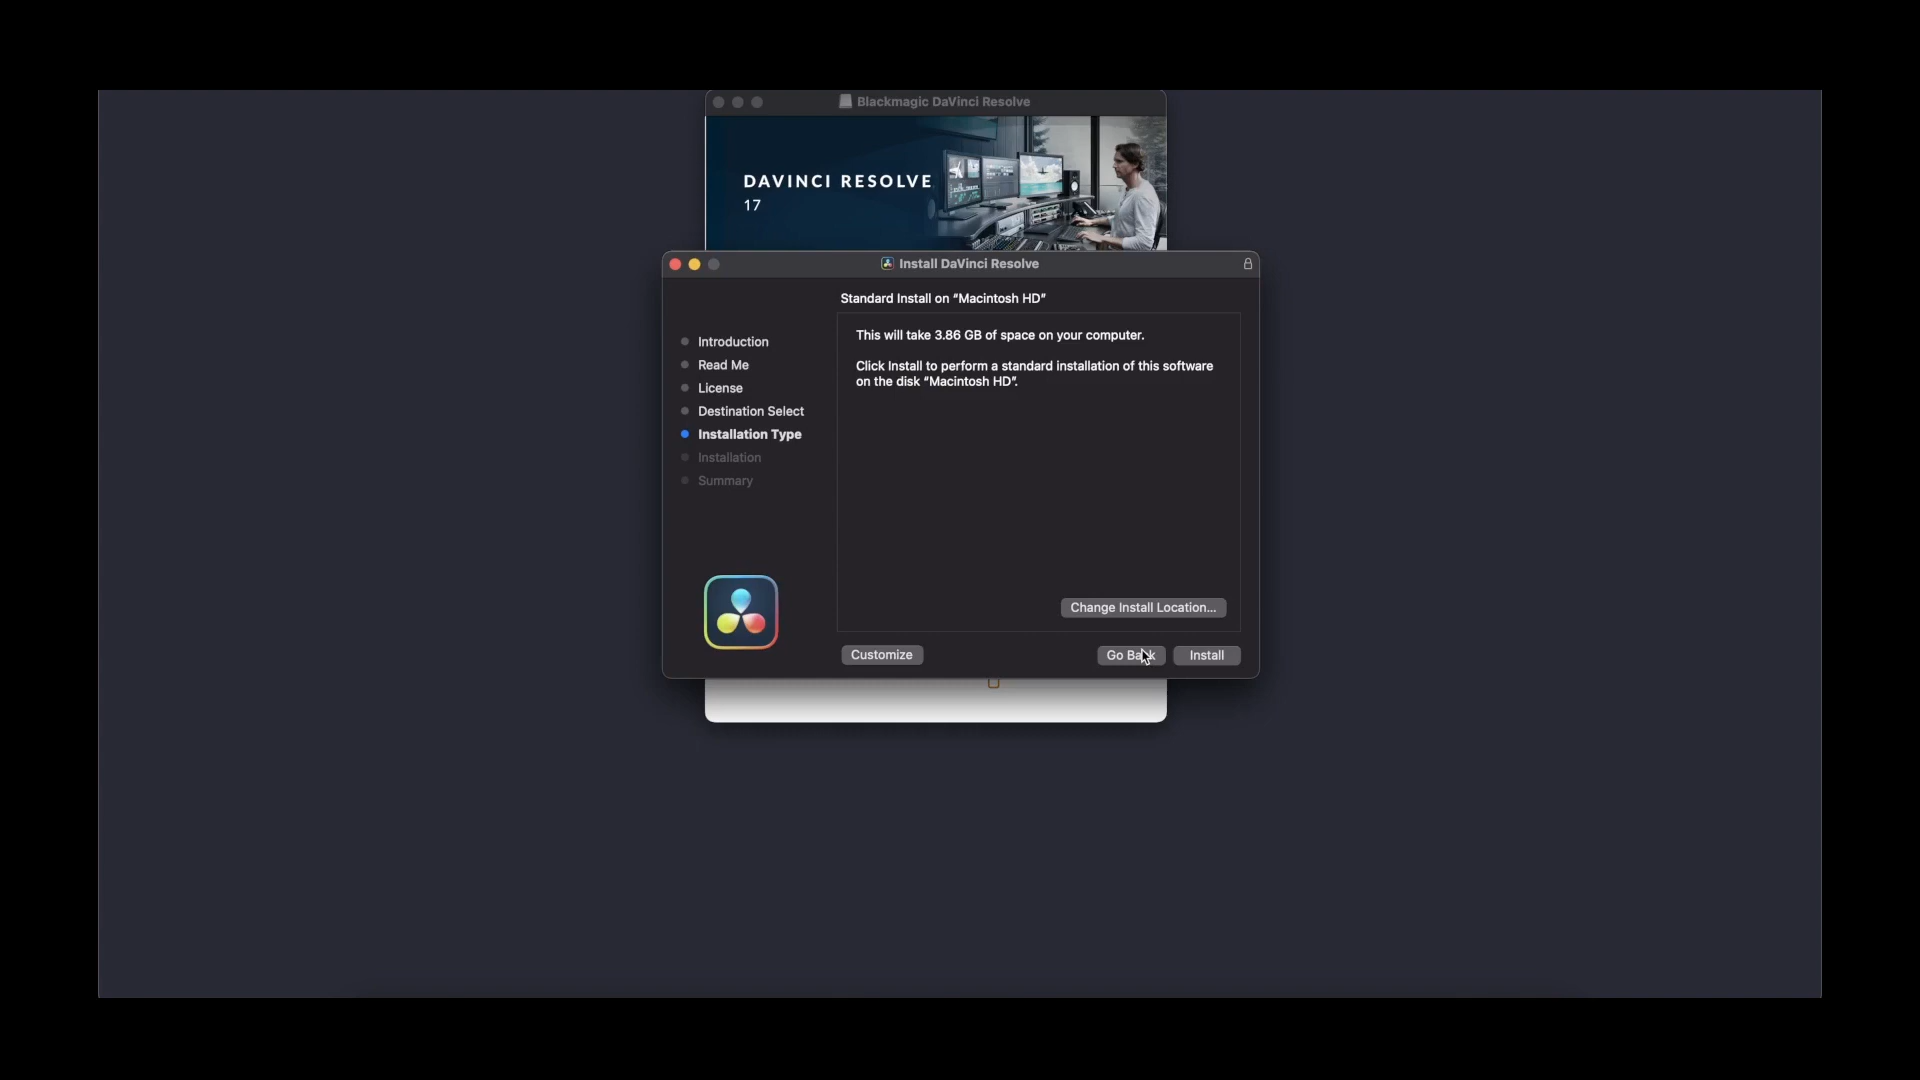 Blackmagic DaVinci Resolve
DAVINCI RESOLVE
17
Install DaVinci Resolve
Standard Install on “Macintosh HD”
Introduction
Read Me
License
Destination Select
Installation Type
Installation
Summary
This will take 3.86 GB of space on your computer.
Click Install to perform a standard installation of this software
on the disk “Macintosh HD”.
Change Install Location...
Customize
Go Back
Install